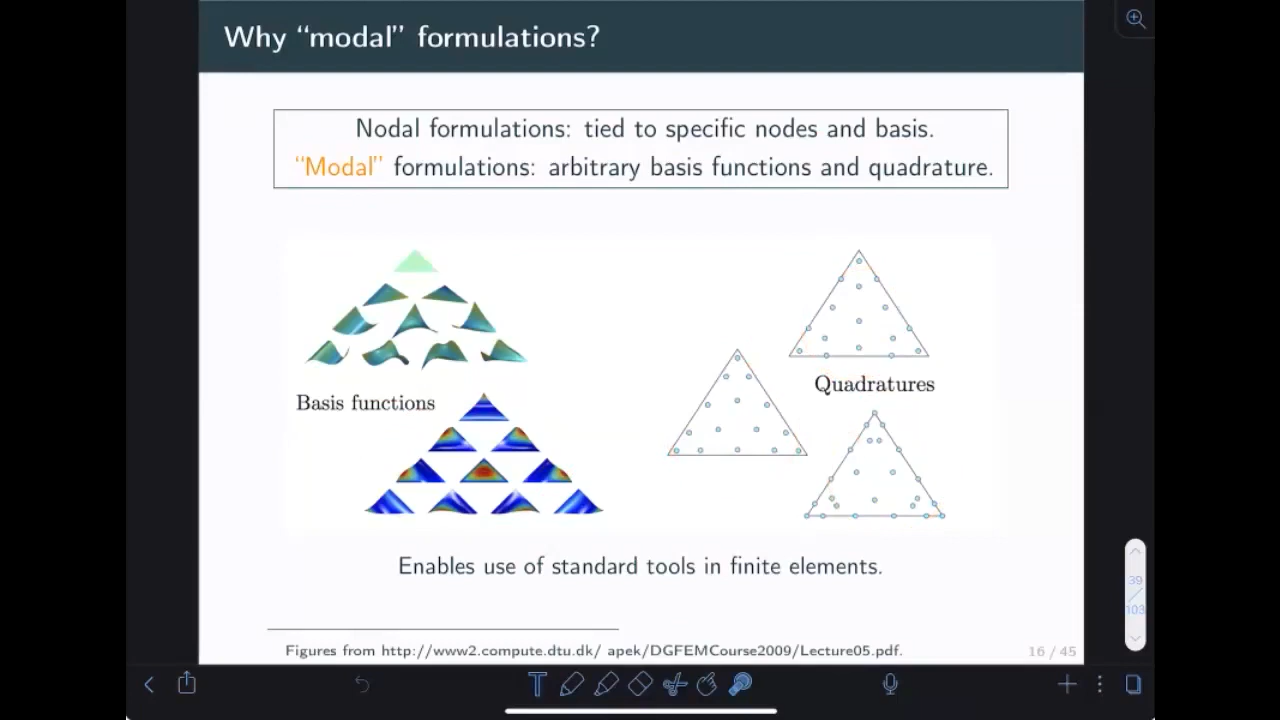 Why “modal” formulations?
Nodal formulations: tied to specific nodes and basis.
“Modal” formulations: arbitrary basis functions and quadrature.
Basis functions
Quadratures
Enables use of standard tools in finite elements.
Figures from http://www2.compute.dtu.dk/ apek/DGFEMCourse2009/Lecture05.pdf.
16 / 45
39
/
103
T